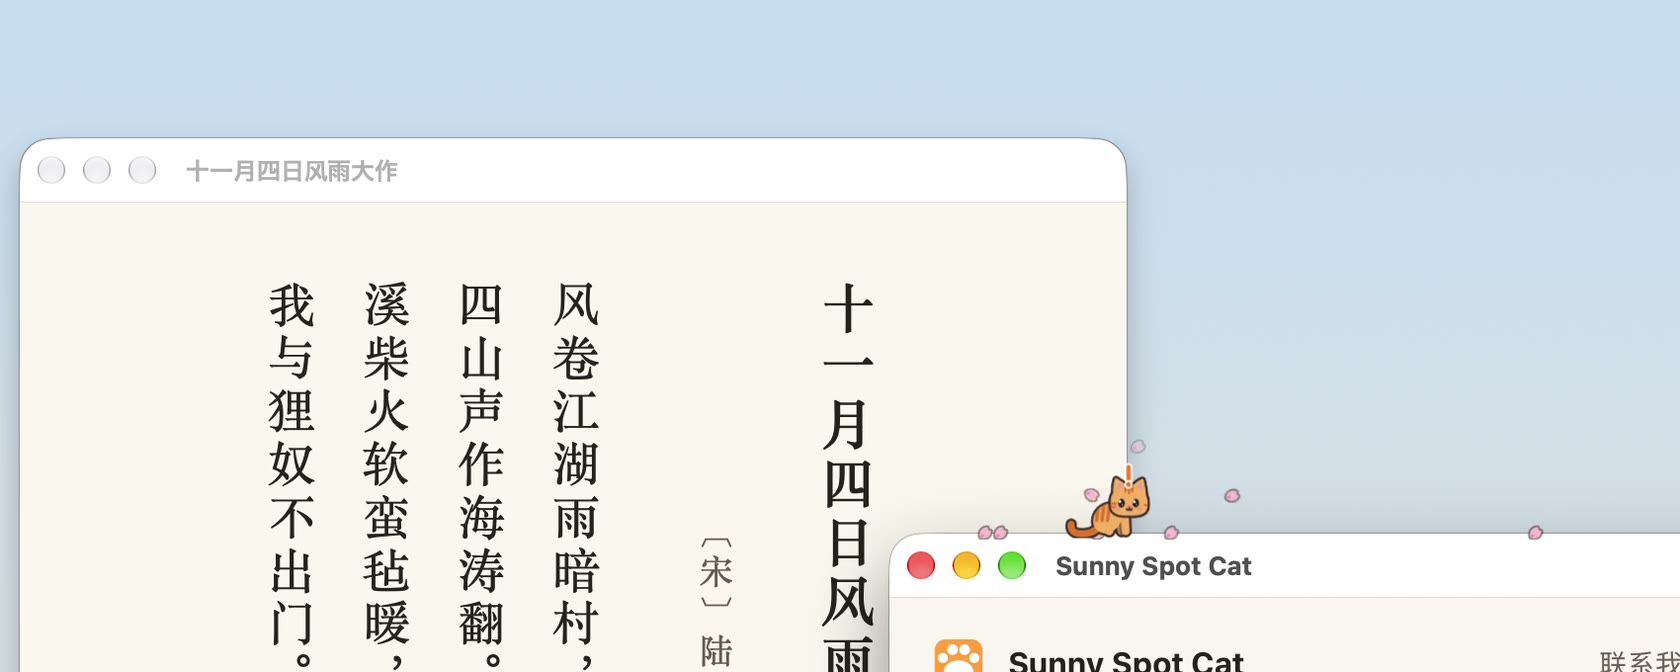 十一月四日风雨大作
十一月四日风雨
〔宋〕陆
风卷江湖雨暗村，
四山声作海涛翻。
溪柴火软蛮毡暖，
我与狸奴不出门。
Sunny Spot Cat
Sunny Spot Cat
联系我